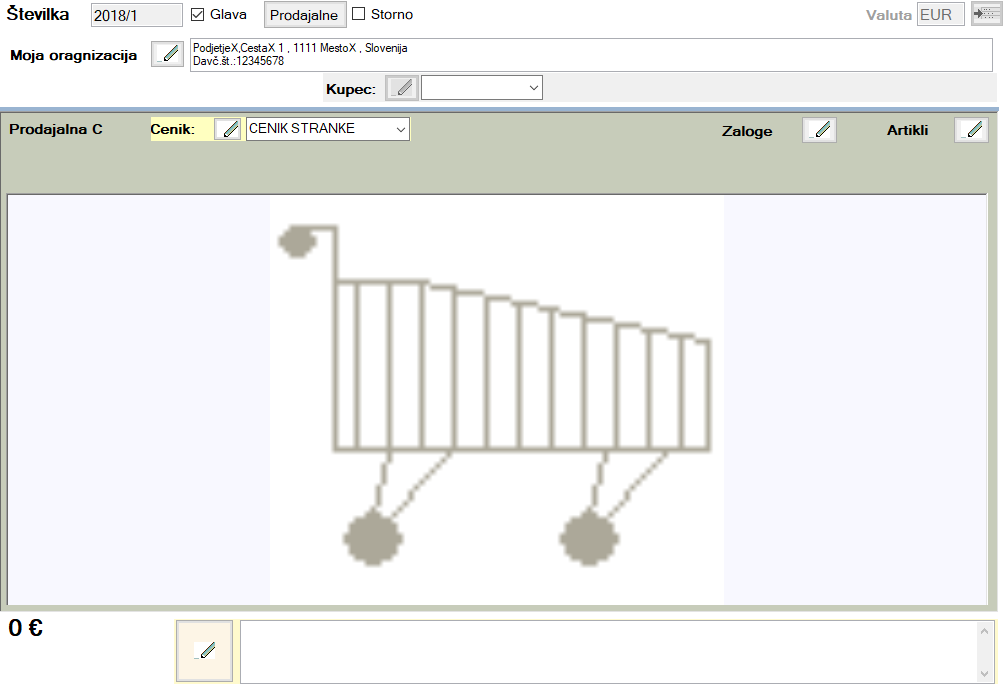 Številka 2018/1 Glava Prodajalne Storno Valuta EUR
Moja oragnizacija PodjetjeX,CestaX 1 , 1111 MestoX , Slovenija
Davč.št.:12345678
Kupec:
Prodajalna C Cenik: CENIK STRANKE Zaloge Artikli
0 €